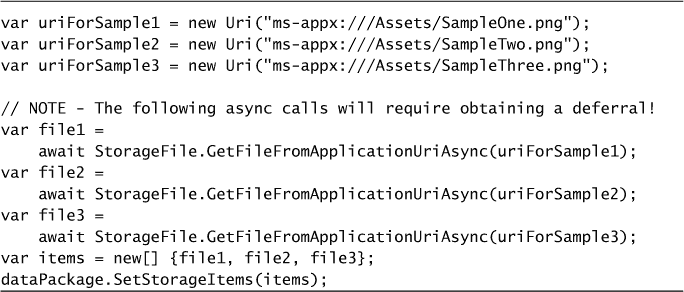 var uriForSample1 = new Uri("ms-appx:///Assets/SampleOne.png");
var uriForSample2 = new Uri("ms-appx:///Assets/SampleTwo.png");
var uriForSample3 = new Uri("ms-appx:///Assets/SampleThree.png");

// NOTE – The following async calls will require obtaining a deferral!
var file1 =
    await StorageFile.GetFileFromApplicationUriAsync(uriForSample1);
var file2 =
    await StorageFile.GetFileFromApplicationUriAsync(uriForSample2);
var file3 =
    await StorageFile.GetFileFromApplicationUriAsync(uriForSample3);
var items = new[] {file1, file2, file3};
dataPackage.SetStorageItems(items);